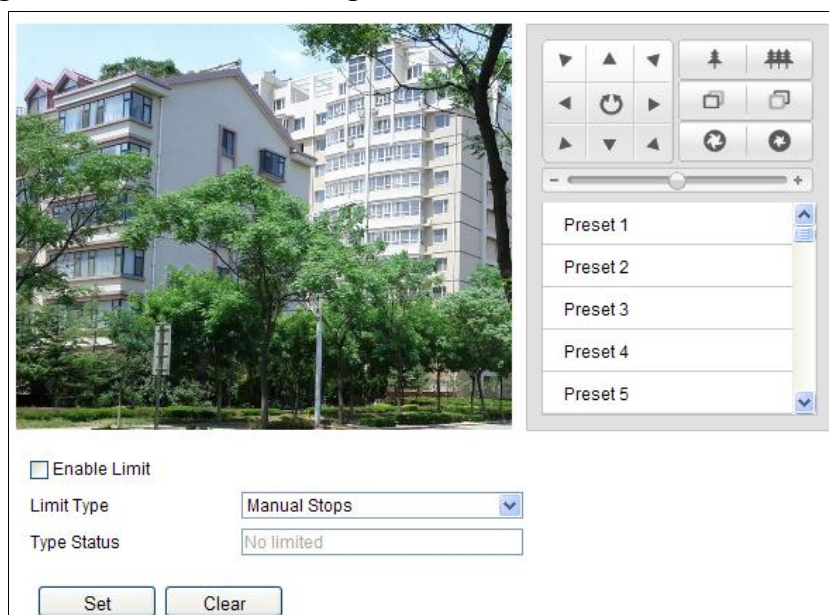 Preset 1
Preset 2
Preset 3
Preset 4
Preset 5
Enable Limit
Limit Type Manual Stops
Type Status No limited
Set Clear